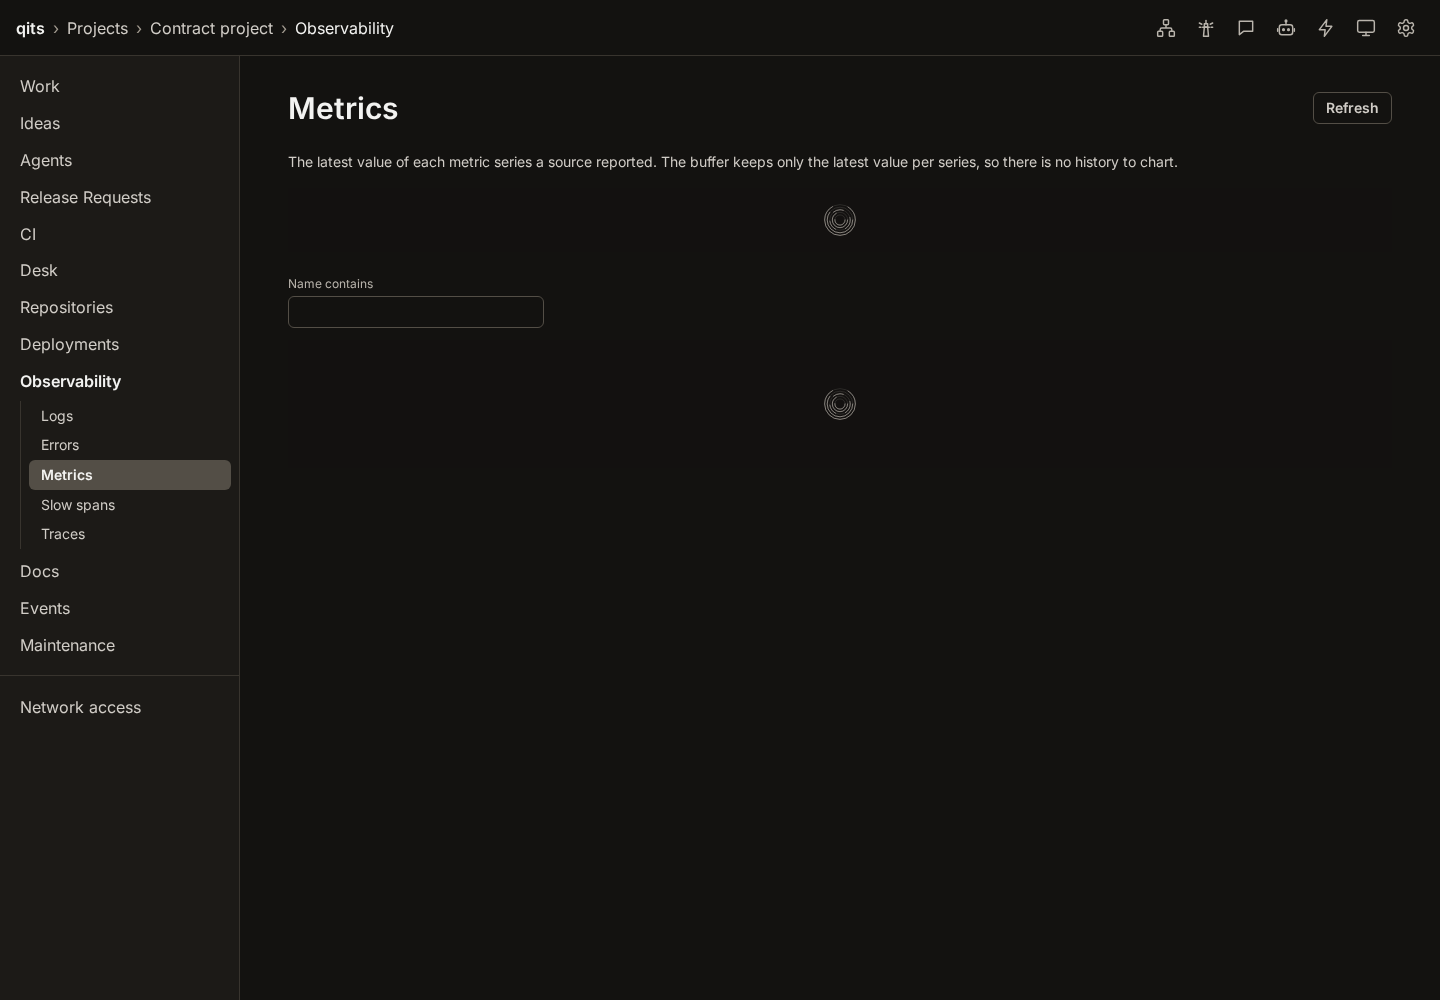 qits › Projects › Contract project › Observability
Work
Ideas
Agents
Release Requests
CI
Desk
Repositories
Deployments
Observability
Logs
Errors
Metrics
Slow spans
Traces
Docs
Events
Maintenance
Network access
Metrics
Refresh
The latest value of each metric series a source reported. The buffer keeps only the latest value per series, so there is no history to chart.
Name contains